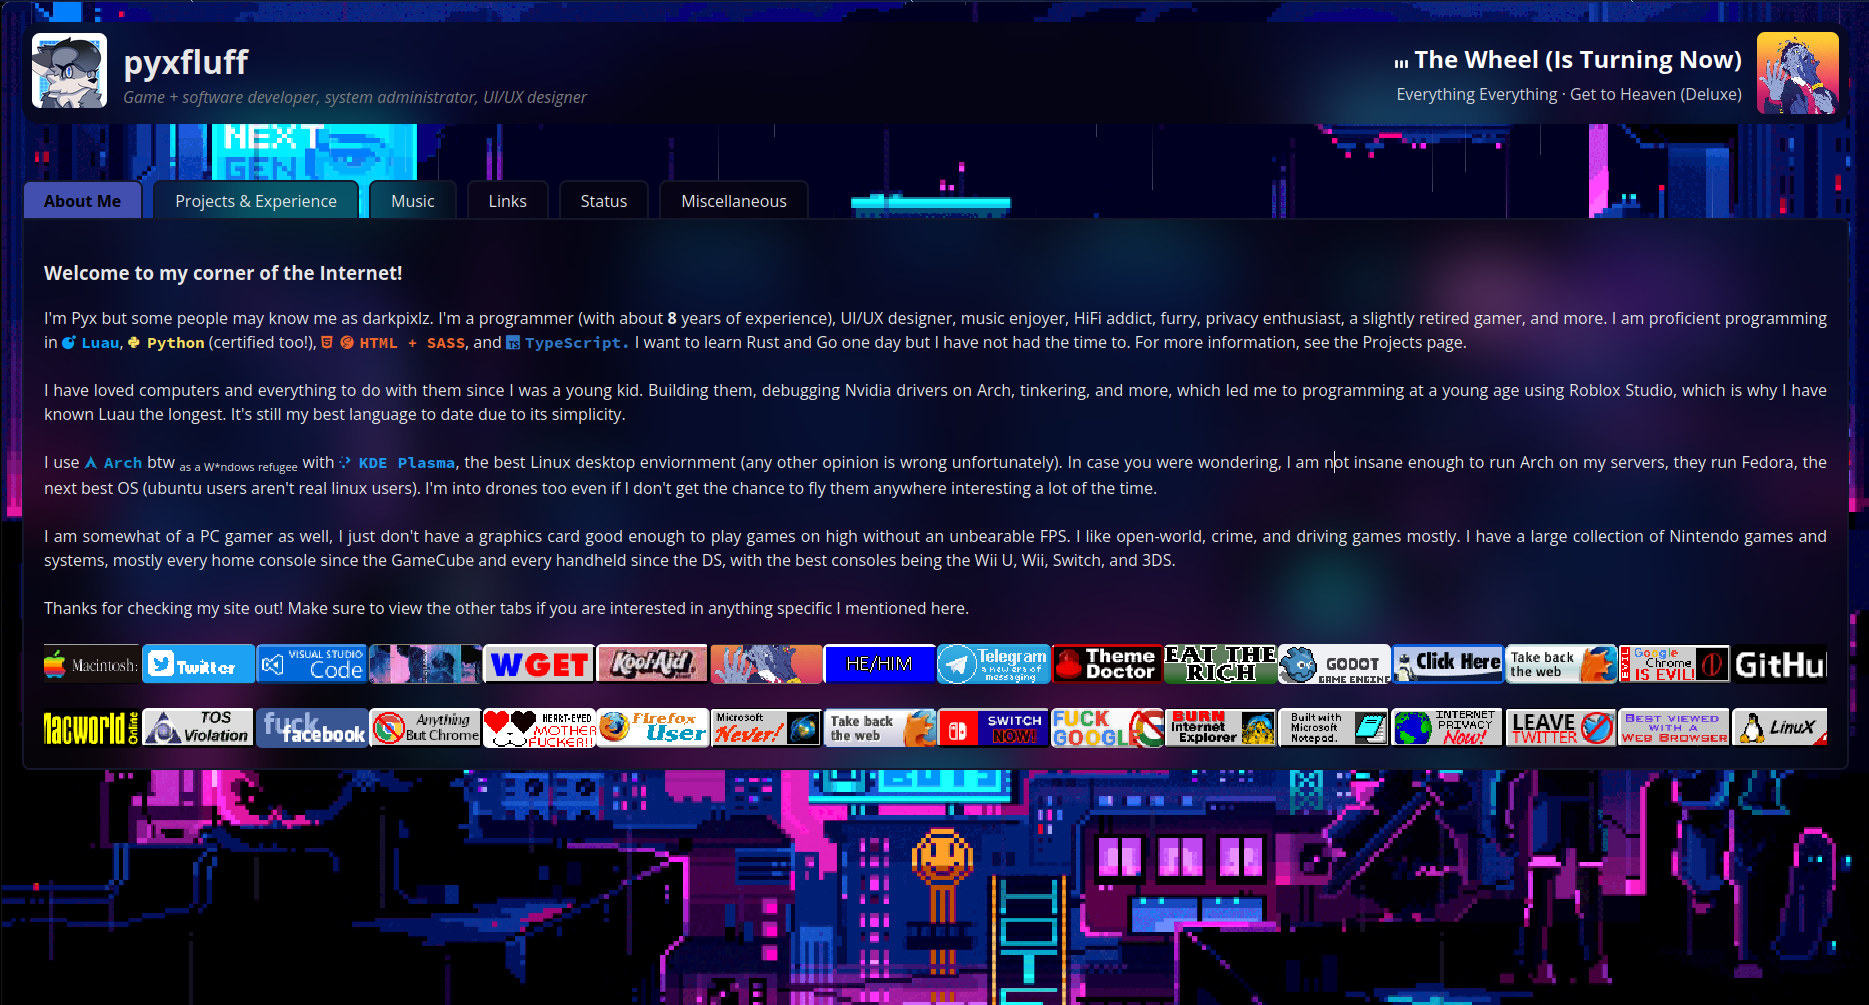 pyxfluff
Game + software developer, system administrator, UI/UX designer
The Wheel (Is Turning Now)
Everything Everything · Get to Heaven (Deluxe)
NEXT
GEN
About Me
Projects & Experience
Music
Links
Status
Miscellaneous
Welcome to my corner of the Internet!
I'm Pyx but some people may know me as darkpixlz. I'm a programmer (with about 8 years of experience), UI/UX designer, music enjoyer, HiFi addict, furry, privacy enthusiast, a slightly retired gamer, and more. I am proficient programming
in Luau, Python (certified too!), HTML + SASS, and TS TypeScript. I want to learn Rust and Go one day but I have not had the time to. For more information, see the Projects page.
I have loved computers and everything to do with them since I was a young kid. Building them, debugging Nvidia drivers on Arch, tinkering, and more, which led me to programming at a young age using Roblox Studio, which is why I have
known Luau the longest. It's still my best language to date due to its simplicity.
I use Arch btw as a W*ndows refugee with KDE Plasma, the best Linux desktop enviornment (any other opinion is wrong unfortunately). In case you were wondering, I am not insane enough to run Arch on my servers, they run Fedora, the
next best OS (ubuntu users aren't real linux users). I'm into drones too even if I don't get the chance to fly them anywhere interesting a lot of the time.
I am somewhat of a PC gamer as well, I just don't have a graphics card good enough to play games on high without an unbearable FPS. I like open-world, crime, and driving games mostly. I have a large collection of Nintendo games and
systems, mostly every home console since the GameCube and every handheld since the DS, with the best consoles being the Wii U, Wii, Switch, and 3DS.
Thanks for checking my site out! Make sure to view the other tabs if you are interested in anything specific I mentioned here.
Macintosh:
Twitter
VISUAL STUDIO
Code
WGET
Kool-Aid
HE/HIM
Telegram
a new era of
messaging
Theme
Doctor
EAT THE
RICH
GODOT
GAME ENGINE
Click Here
Take back
the web
EVIL!
Google
Chrome
IS EVIL!
GitHu
Macworld
Online
TOS
Violation
fuck
facebook
Anything
But Chrome
HEART-EYED
MOTHER
FUCKER!!
Firefox
User
Microsoft
Never!
Take back
the web
SWITCH
NOW!
FUCK
GOOGLE
BURN
Internet
Explorer
Built with
Microsoft
Notepad.
INTERNET
PRIVACY
Now!
LEAVE
TWITTER
BEST VIEWED
WITH A
WEB BROWSER
LinuX